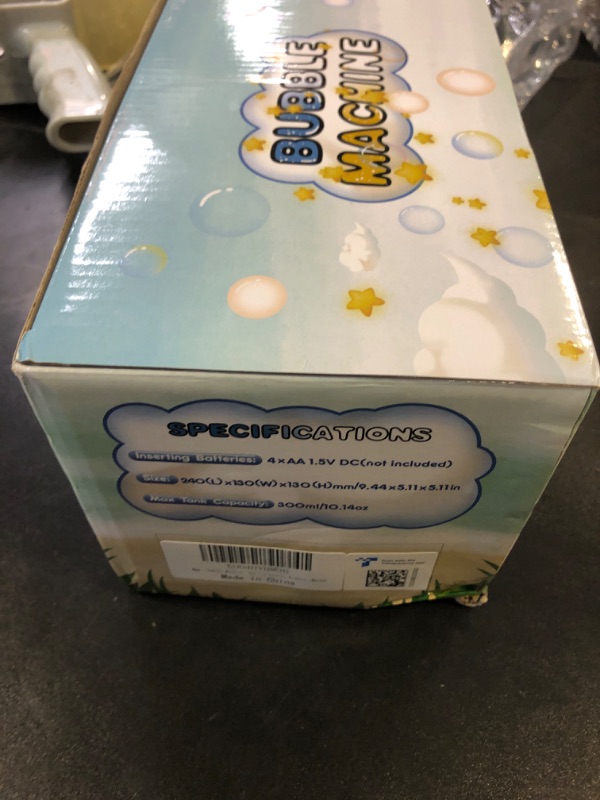 BUBBLE
MACHINE
SPECIFICATIONS
Inserting Batteries: 4×AA 1.5V DC(not included)
Size: 240(L)×130(W)×130(H)mm/9.44×5.11×5.11in
Max Tank Capacity: 300ml/10.14oz
Made in China